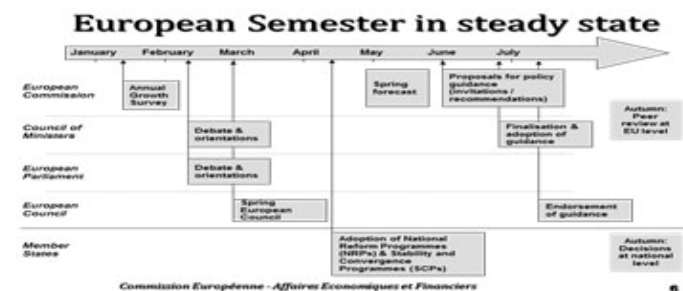 European Semester in steady state
January February March April May June July
European
Commission
Annual
Growth
Survey
Spring
forecast
Proposals for policy
guidance
(invitations /
recommendations)
Autumn:
Peer
review at
EU level
Council of
Ministers
Debate &
orientations
Finalisation &
adoption of
guidance
European
Parliament
Debate &
orientations
European
Council
Spring
European
Council
Endorsement
of guidance
Member
States
Adoption of National
Reform Programmes
(NRPs) & Stability and
Convergence
Programmes (SCPs)
Autumn:
Decisions
at national
level
Commission Européenne - Affaires Economiques et Financiers
6